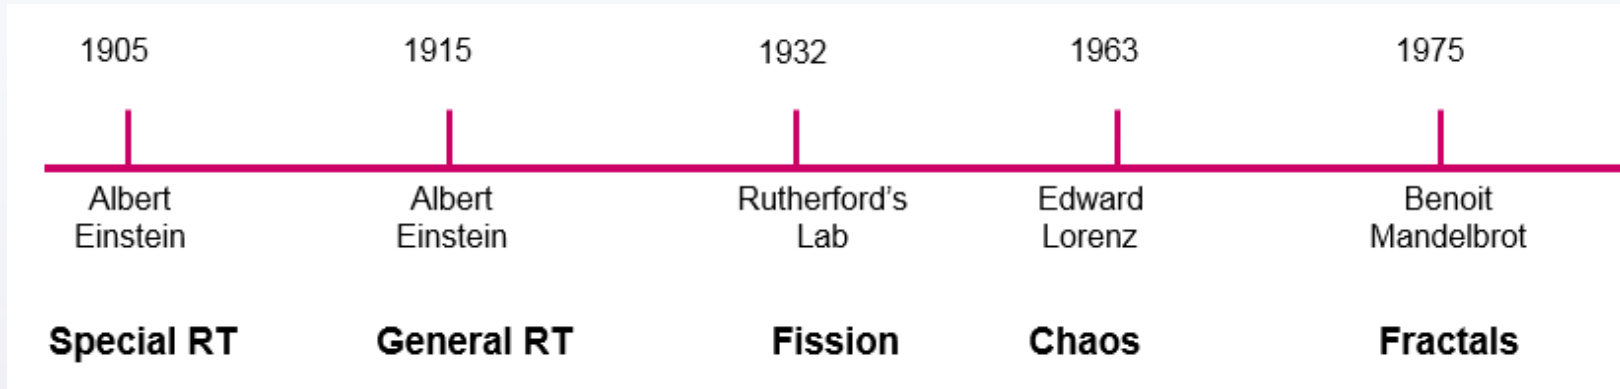 1905 1915 1932 1963 1975
Albert Albert Rutherford’s Edward Benoit
Einstein Einstein Lab Lorenz Mandelbrot
Special RT General RT Fission Chaos Fractals